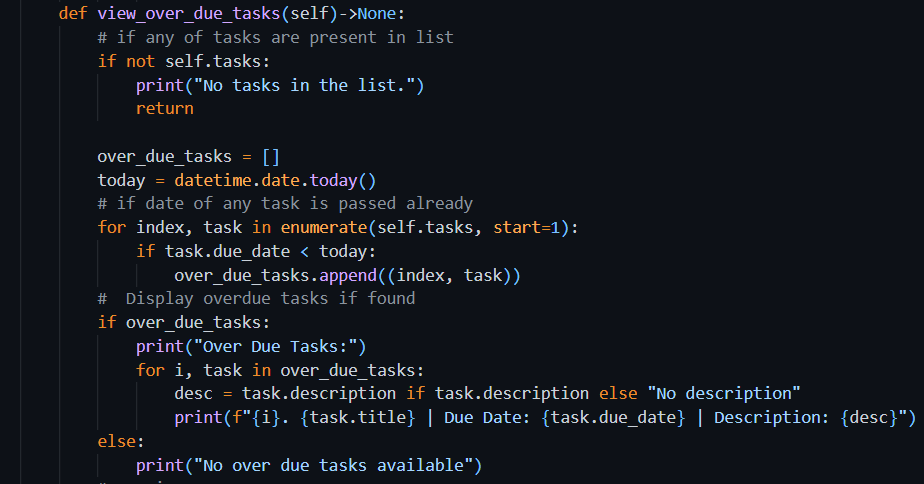 def view_over_due_tasks(self)->None:
# if any of tasks are present in list
if not self.tasks:
print("No tasks in the list.")
return
over_due_tasks = []
today = datetime.date.today()
# if date of any task is passed already
for index, task in enumerate(self.tasks, start=1):
if task.due_date < today:
over_due_tasks.append((index, task))
#  Display overdue tasks if found
if over_due_tasks:
print("Over Due Tasks:")
for i, task in over_due_tasks:
desc = task.description if task.description else "No description"
print(f"{i}. {task.title} | Due Date: {task.due_date} | Description: {desc}")
else:
print("No over due tasks available")